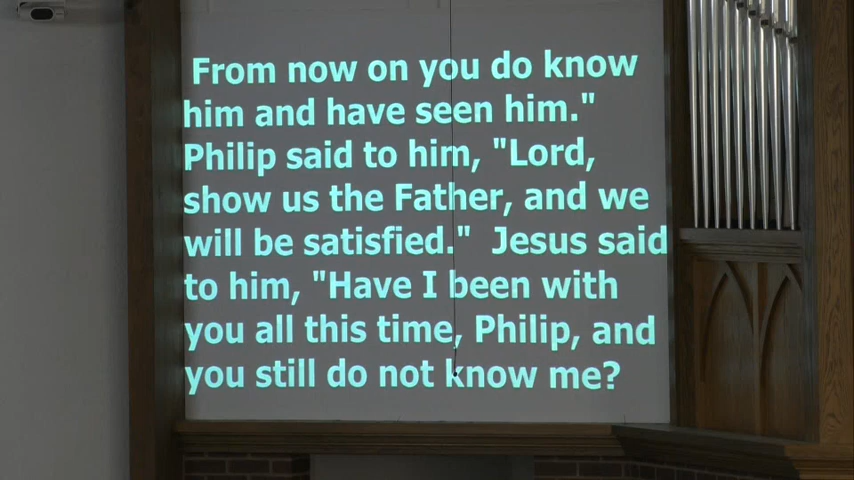 From now on you do know
him and have seen him."
Philip said to him, "Lord,
show us the Father, and we
will be satisfied."  Jesus said
to him, "Have I been with
you all this time, Philip, and
you still do not know me?